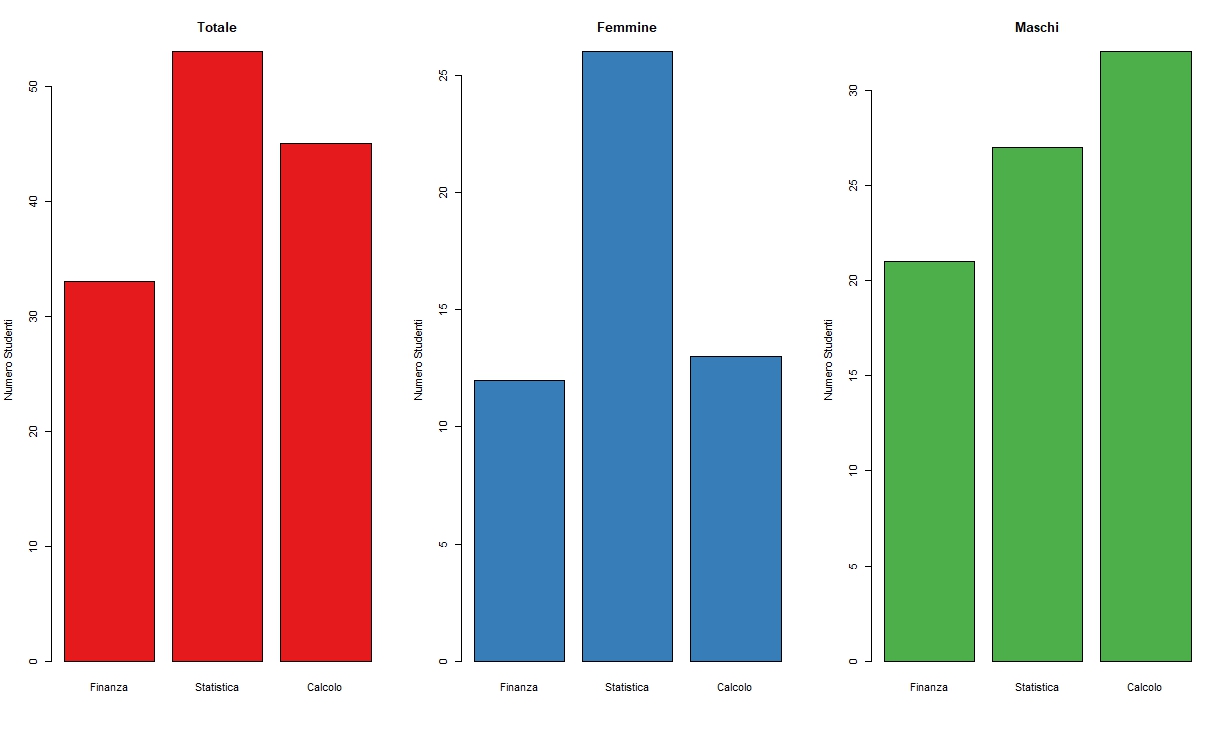 Totale
Numero Studenti
50
40
30
20
10
0
Finanza Statistica Calcolo
Femmine
Numero Studenti
25
20
15
10
5
0
Finanza Statistica Calcolo
Maschi
Numero Studenti
30
25
20
15
10
5
0
Finanza Statistica Calcolo